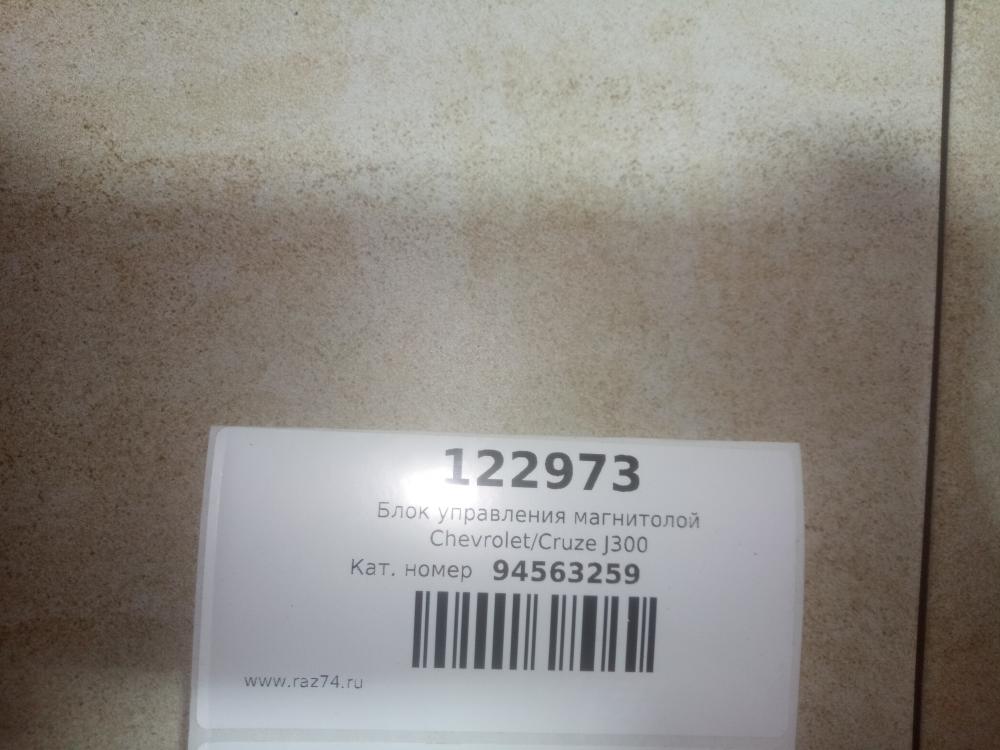 122973
Блок управления магнитолой
Chevrolet/Cruze J300
Кат. номер 94563259
www.raz74.ru